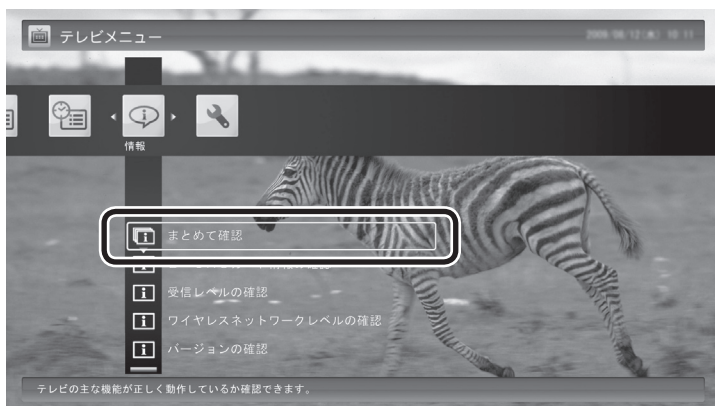 テレビメニュー
情報
まとめて確認
受信レベルの確認
ワイヤレスネットワークレベルの確認
バージョンの確認
テレビの主な機能が正しく動作しているか確認できます。